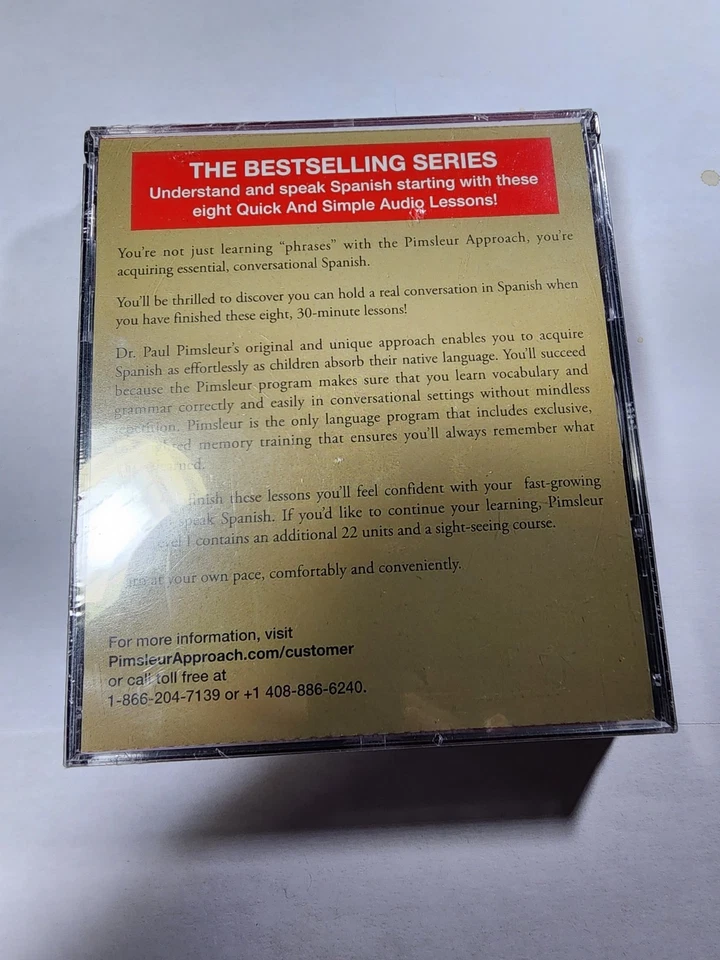 THE BESTSELLING SERIES
Understand and speak Spanish starting with these
eight Quick And Simple Audio Lessons!
You're not just learning “phrases” with the Pimsleur Approach, you're
acquiring essential, conversational Spanish.
You'll be thrilled to discover you can hold a real conversation in Spanish when
you have finished these eight, 30-minute lessons!
Dr. Paul Pimsleur's original and unique approach enables you to acquire
Spanish as effortlessly as children absorb their native language. You'll succeed
because the Pimsleur program makes sure that you learn vocabulary and
grammar correctly and easily in conversational settings without mindless
repetition. Pimsleur is the only language program that includes exclusive,
memory training that ensures you'll always remember what
finish these lessons you'll feel confident with your fast-growing
speak Spanish. If you'd like to continue your learning, Pimsleur
Level I contains an additional 22 units and a sight-seeing course.
at your own pace, comfortably and conveniently.
For more information, visit
PimsleurApproach.com/customer
or call toll free at
1-866-204-7139 or +1 408-886-6240.